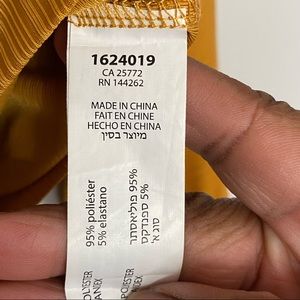 1624019
CA 25772
RN 144262
MADE IN CHINA
FAIT EN CHINE
HECHO EN CHINA
מיוצר בסין
95% poliéster
5% elastano
95% פוליאסתר
5% ספנדקס